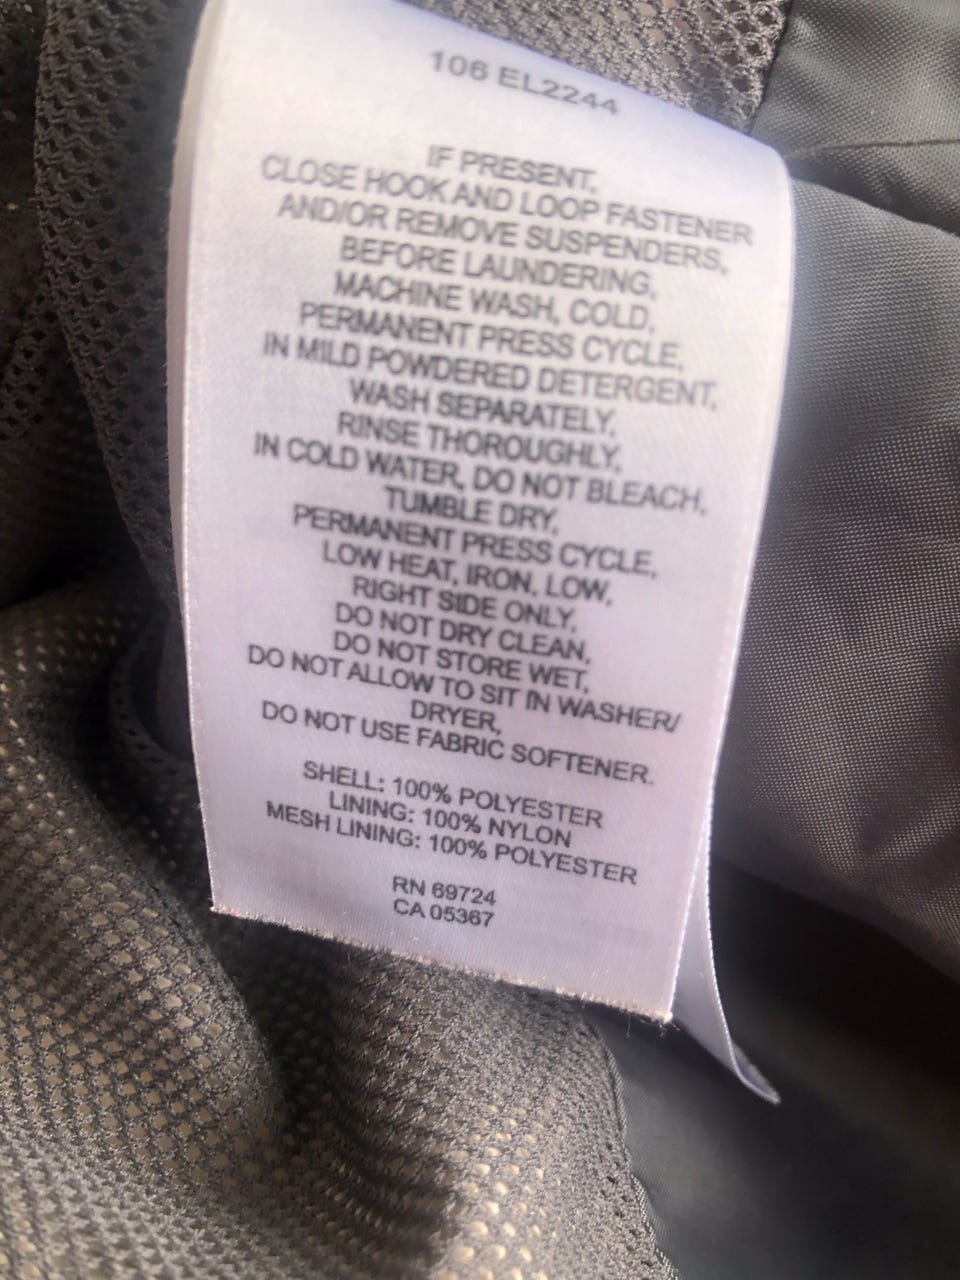 106 EL2244
IF PRESENT,
CLOSE HOOK AND LOOP FASTENER
AND/OR REMOVE SUSPENDERS,
BEFORE LAUNDERING,
MACHINE WASH, COLD,
PERMANENT PRESS CYCLE,
IN MILD POWDERED DETERGENT,
WASH SEPARATELY,
RINSE THOROUGHLY,
IN COLD WATER, DO NOT BLEACH,
TUMBLE DRY,
PERMANENT PRESS CYCLE,
LOW HEAT, IRON, LOW,
RIGHT SIDE ONLY,
DO NOT DRY CLEAN,
DO NOT STORE WET,
DO NOT ALLOW TO SIT IN WASHER/
DRYER,
DO NOT USE FABRIC SOFTENER.
SHELL: 100% POLYESTER
LINING: 100% NYLON
MESH LINING: 100% POLYESTER
RN 69724
CA 05367